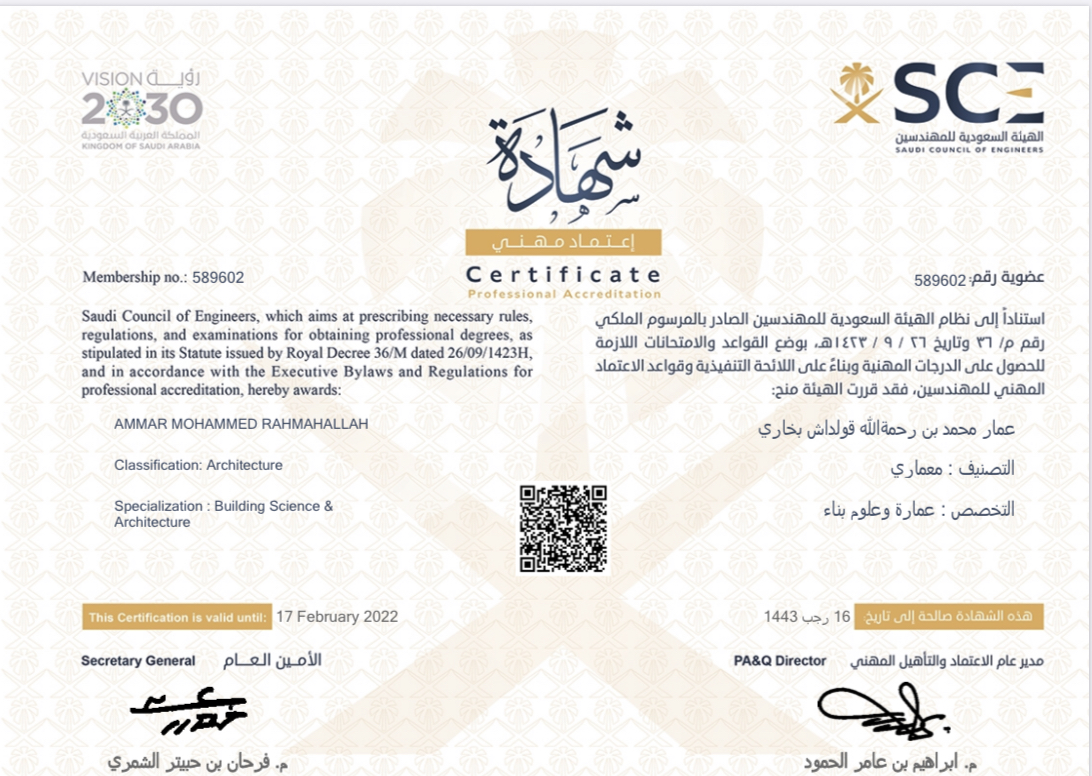 VISION رؤيــة
2030
المملكة العربية السعودية
KINGDOM OF SAUDI ARABIA
SCE
الهيئة السعودية للمهندسين
SAUDI COUNCIL OF ENGINEERS
شهادة
إعـتـمـاد مـهـنـي
Certificate
Professional Accreditation
Membership no.: 589602
عضوية رقم: 589602
Saudi Council of Engineers, which aims at prescribing necessary rules,
regulations, and examinations for obtaining professional degrees, as
stipulated in its Statute issued by Royal Decree 36/M dated 26/09/1423H,
and in accordance with the Executive Bylaws and Regulations for
professional accreditation, hereby awards:
استناداً إلى نظام الهيئة السعودية للمهندسين الصادر بالمرسوم الملكي
رقم م/ ٣٦ وتاريخ ٢٦ / ٩ / ١٤٢٣هـ، بوضع القواعد والامتحانات اللازمة
للحصول على الدرجات المهنية وبناءً على اللائحة التنفيذية وقواعد الاعتماد
المهني للمهندسين، فقد قررت الهيئة منح:
AMMAR MOHAMMED RAHMAHALLAH
عمار محمد بن رحمةالله قولداش بخاري
Classification: Architecture
التصنيف : معماري
Specialization : Building Science &
Architecture
التخصص : عمارة وعلوم بناء
This Certification is valid until: 17 February 2022
هذه الشهادة صالحة إلى تاريخ: 16 رجب 1443
Secretary General الأمـين العـــام
PA&Q Director مدير عام الاعتماد والتأهيل المهني
م. فرحان بن حبيتر الشمري
م. ابراهيم بن عامر الحمود